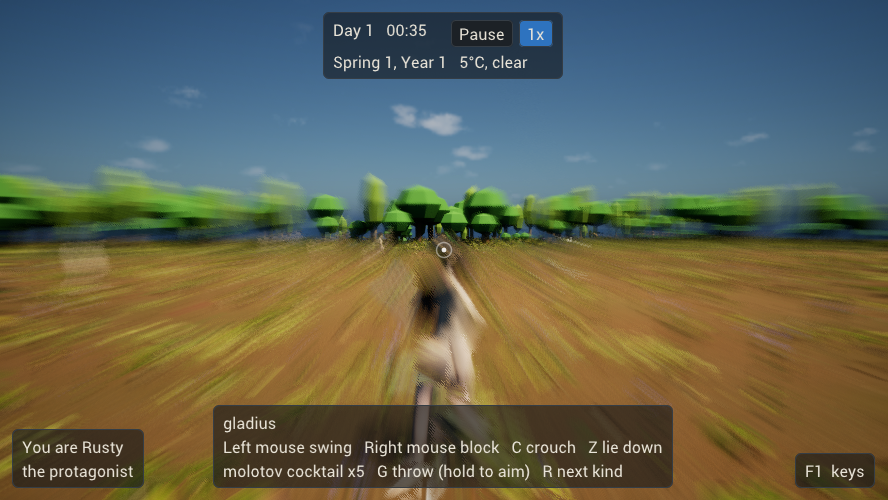 Day 1 00:35 Pause 1x
Spring 1, Year 1 5°C, clear
gladius
Left mouse swing Right mouse block C crouch Z lie down
molotov cocktail x5 G throw (hold to aim) R next kind
You are Rusty
the protagonist
F1 keys